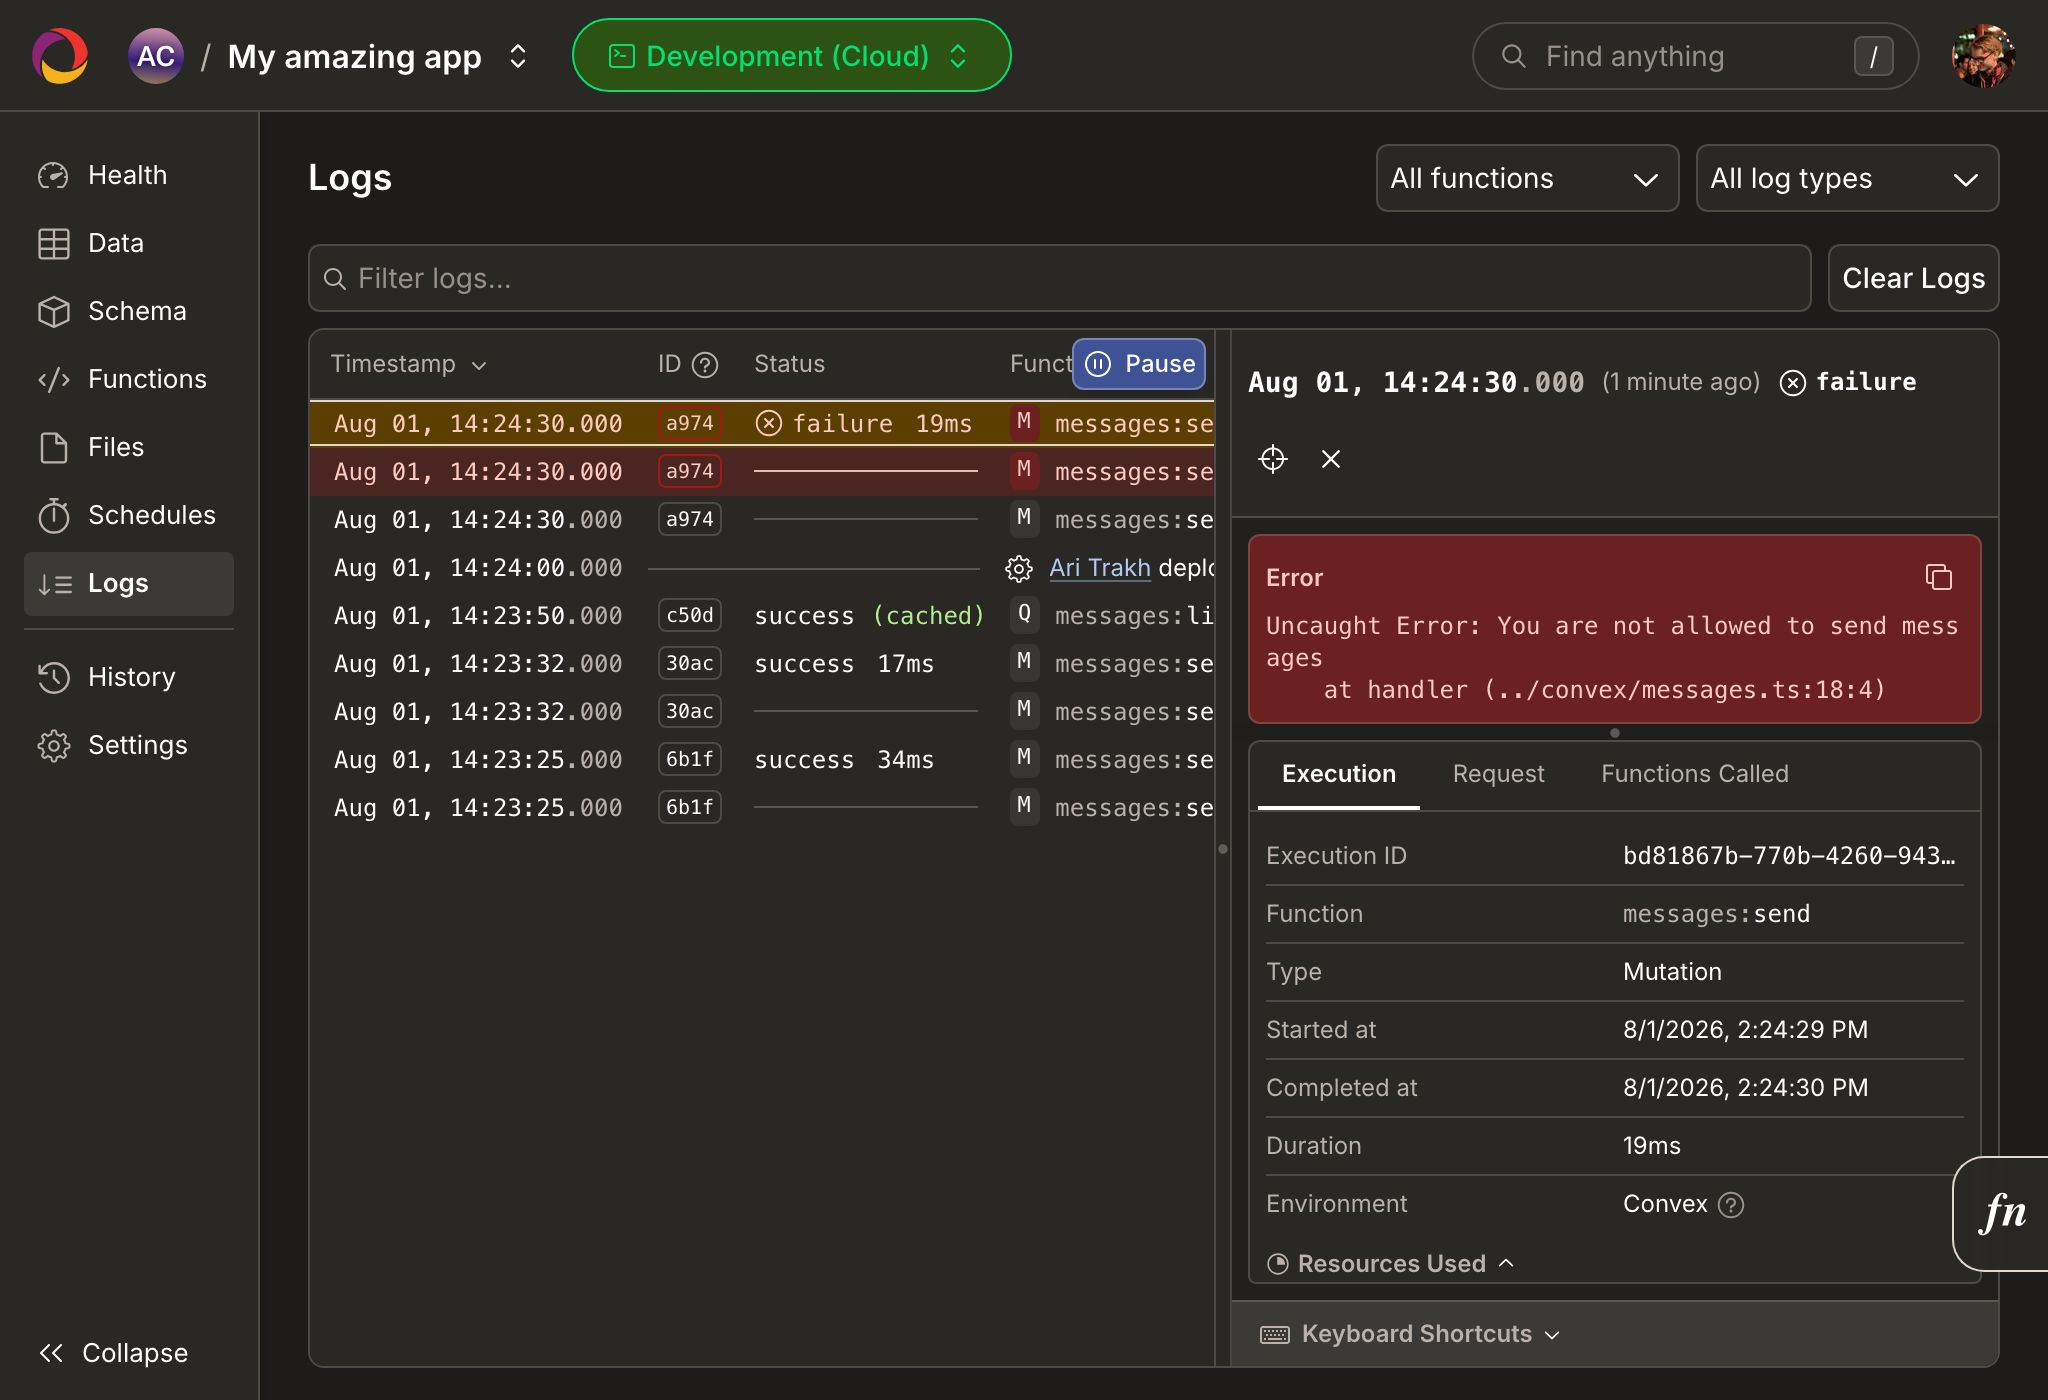 AC / My amazing app
Development (Cloud)
Find anything
/
Health
Data
Schema
Functions
Files
Schedules
Logs
History
Settings
Collapse
Logs
All functions
All log types
Filter logs...
Clear Logs
Timestamp ID ? Status Funct Pause
Aug 01, 14:24:30.000 a974 failure 19ms M messages:se
Aug 01, 14:24:30.000 a974 M messages:se
Aug 01, 14:24:30.000 a974 M messages:se
Aug 01, 14:24:00.000 Ari Trakh deplo
Aug 01, 14:23:50.000 c50d success (cached) Q messages:li
Aug 01, 14:23:32.000 30ac success 17ms M messages:se
Aug 01, 14:23:32.000 30ac M messages:se
Aug 01, 14:23:25.000 6b1f success 34ms M messages:se
Aug 01, 14:23:25.000 6b1f M messages:se
Aug 01, 14:24:30.000 (1 minute ago) failure
Error
Uncaught Error: You are not allowed to send mess
ages
at handler (../convex/messages.ts:18:4)
Execution Request Functions Called
Execution ID bd81867b-770b-4260-943…
Function messages:send
Type Mutation
Started at 8/1/2026, 2:24:29 PM
Completed at 8/1/2026, 2:24:30 PM
Duration 19ms
Environment Convex ?
Resources Used
Keyboard Shortcuts
fn